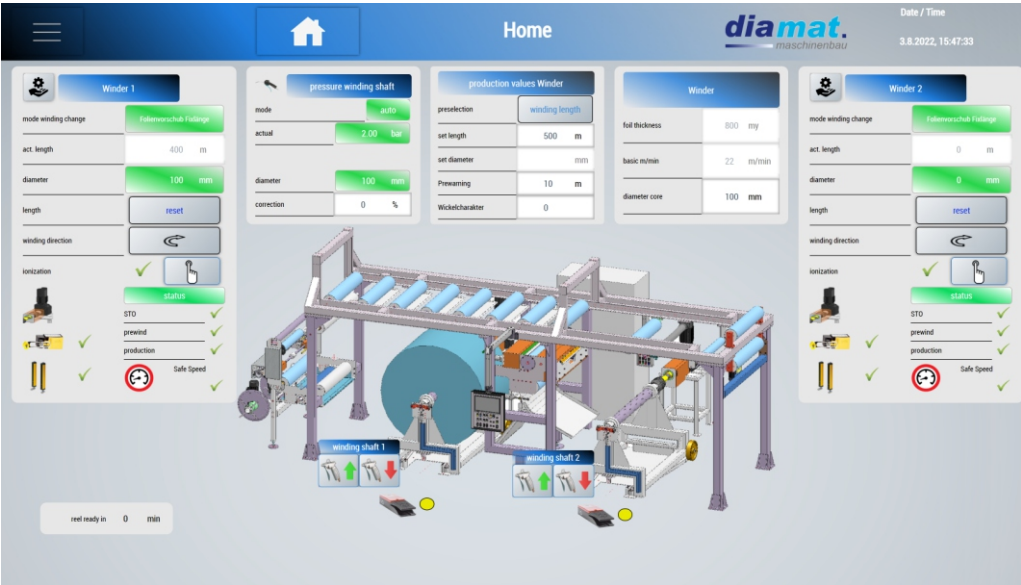 Home
diamat.
maschinenbau
Date / Time
3.8.2022, 15:47:33
Winder 1
mode winding change Folienvorschub Fixlänge
act. length 400 m
diameter 100 mm
length reset
winding direction
ionization
status
STO
prewind
production
Safe Speed
pressure winding shaft
mode auto
actual 2.00 bar
diameter 100 mm
correction 0 %
production values Winder
preselection winding length
set length 500 m
set diameter mm
Prewarning 10 m
Wickelcharakter 0
Winder
foil thickness 800 my
basic m/min 22 m/min
diameter core 100 mm
Winder 2
mode winding change Folienvorschub Fixlänge
act. length 0 m
diameter 0 mm
length reset
winding direction
ionization
status
STO
prewind
production
Safe Speed
winding shaft 1
winding shaft 2
reel ready in 0 min